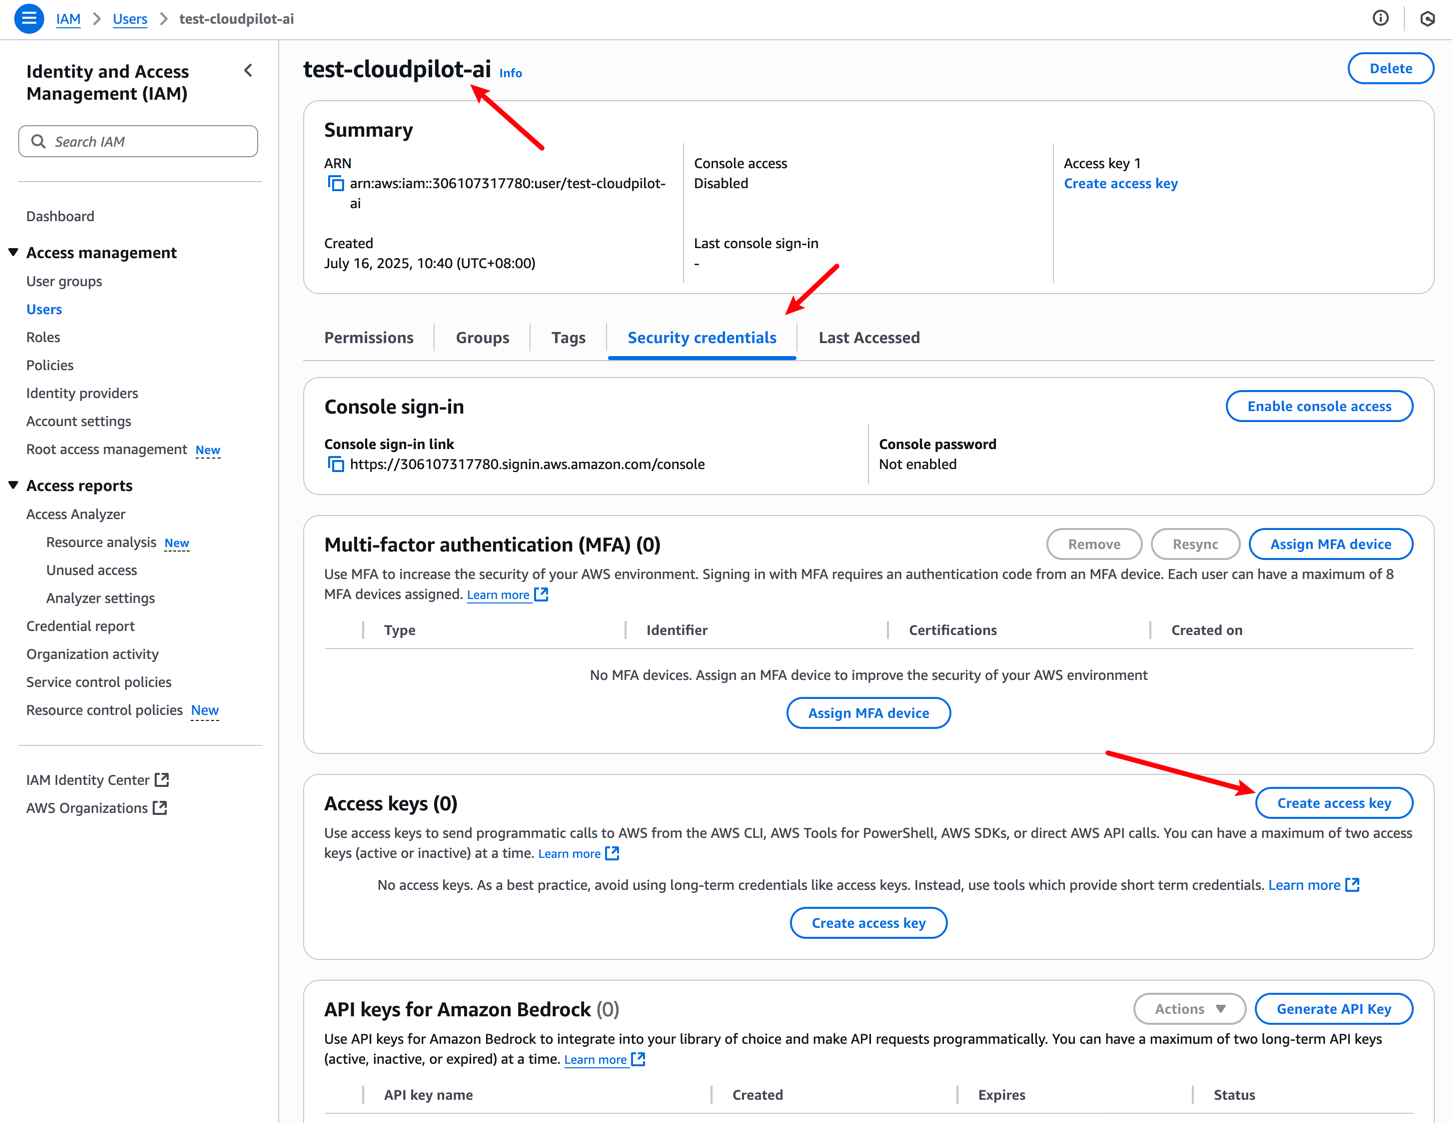 IAM > Users > test-cloudpilot-ai
Identity and Access
Management (IAM)
Search IAM
Dashboard
Access management
User groups
Users
Roles
Policies
Identity providers
Account settings
Root access management New
Access reports
Access Analyzer
Resource analysis New
Unused access
Analyzer settings
Credential report
Organization activity
Service control policies
Resource control policies New
IAM Identity Center
AWS Organizations
test-cloudpilot-ai Info
Delete
Summary
ARN
arn:aws:iam::306107317780:user/test-cloudpilot-
ai
Created
July 16, 2025, 10:40 (UTC+08:00)
Console access
Disabled
Last console sign-in
-
Access key 1
Create access key
Permissions Groups Tags Security credentials Last Accessed
Console sign-in
Enable console access
Console sign-in link
https://306107317780.signin.aws.amazon.com/console
Console password
Not enabled
Multi-factor authentication (MFA) (0)
Remove Resync Assign MFA device
Use MFA to increase the security of your AWS environment. Signing in with MFA requires an authentication code from an MFA device. Each user can have a maximum of 8
MFA devices assigned. Learn more
Type Identifier Certifications Created on
No MFA devices. Assign an MFA device to improve the security of your AWS environment
Assign MFA device
Access keys (0)
Create access key
Use access keys to send programmatic calls to AWS from the AWS CLI, AWS Tools for PowerShell, AWS SDKs, or direct AWS API calls. You can have a maximum of two access
keys (active or inactive) at a time. Learn more
No access keys. As a best practice, avoid using long-term credentials like access keys. Instead, use tools which provide short term credentials. Learn more
Create access key
API keys for Amazon Bedrock (0)
Actions Generate API Key
Use API keys for Amazon Bedrock to integrate into your library of choice and make API requests programmatically. You can have a maximum of two long-term API keys
(active, inactive, or expired) at a time. Learn more
API key name Created Expires Status